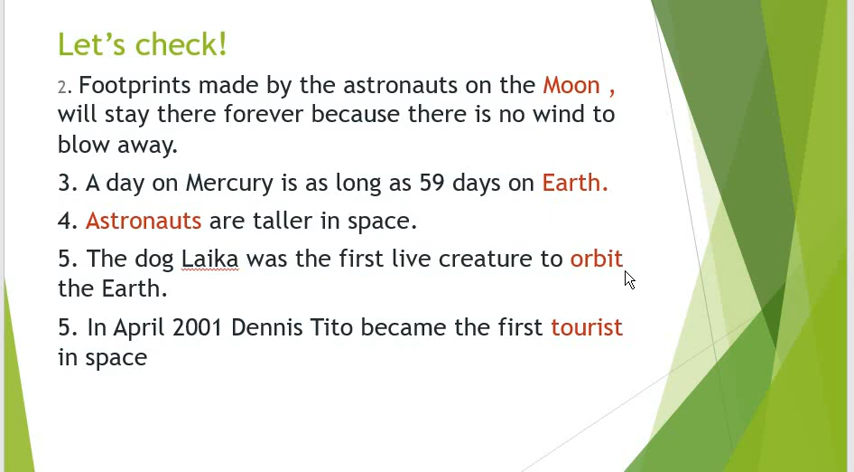 Let's check!
2. Footprints made by the astronauts on the Moon ,
will stay there forever because there is no wind to
blow away.
3. A day on Mercury is as long as 59 days on Earth.
4. Astronauts are taller in space.
5. The dog Laika was the first live creature to orbit
the Earth.
5. In April 2001 Dennis Tito became the first tourist
in space